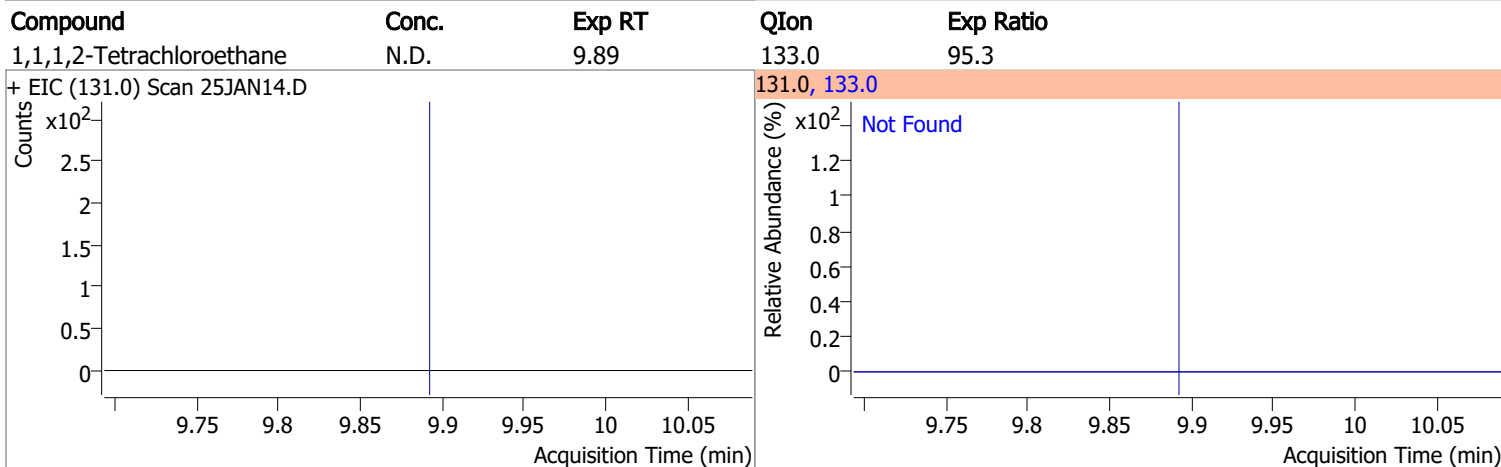 Compound Conc. Exp RT QIon Exp Ratio
1,1,1,2-Tetrachloroethane N.D. 9.89 133.0 95.3
+ EIC (131.0) Scan 25JAN14.D
Counts
x10²
2.5
2
1.5
1
0.5
0
9.75 9.8 9.85 9.9 9.95 10 10.05
Acquisition Time (min)
131.0, 133.0
Relative Abundance (%)
x10²
Not Found
1.2
1
0.8
0.6
0.4
0.2
0
9.75 9.8 9.85 9.9 9.95 10 10.05
Acquisition Time (min)